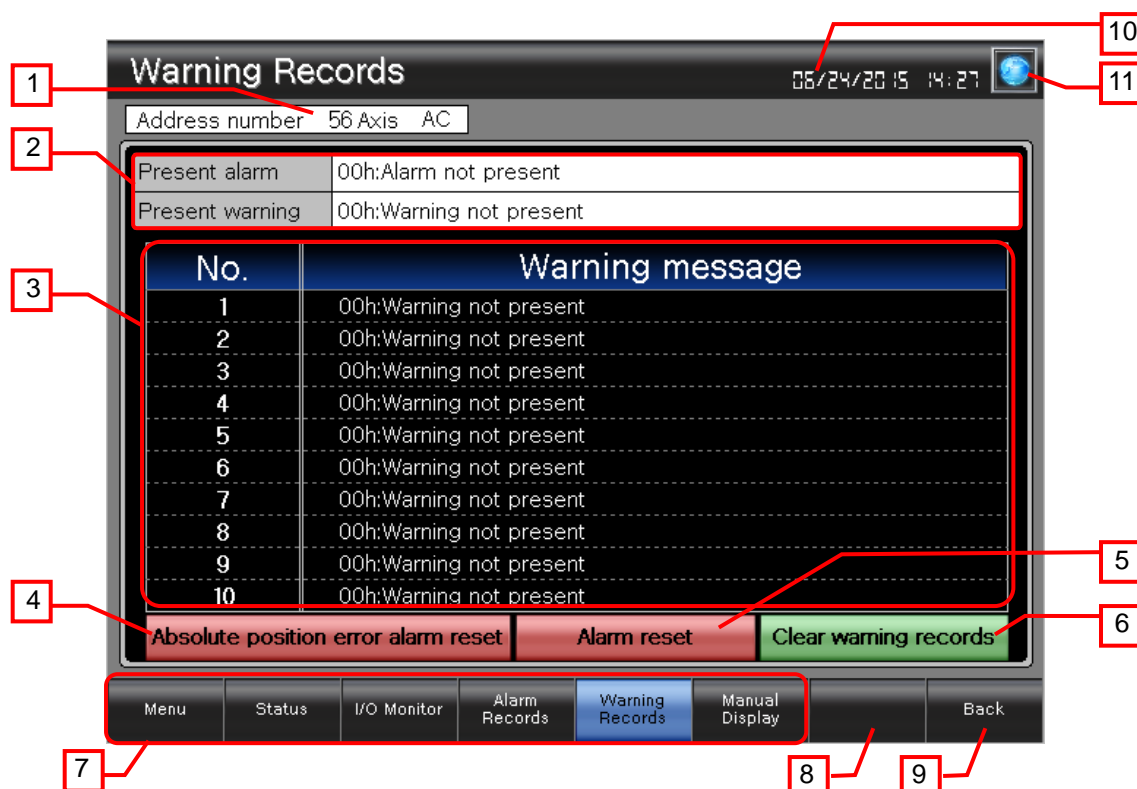 10
Warning Records
06/24/2015 14:27
11
1
Address number 56 Axis AC
2
Present alarm 00h:Alarm not present
Present warning 00h:Warning not present
3
No. Warning message
1 00h:Warning not present
2 00h:Warning not present
3 00h:Warning not present
4 00h:Warning not present
5 00h:Warning not present
6 00h:Warning not present
7 00h:Warning not present
8 00h:Warning not present
9 00h:Warning not present
10 00h:Warning not present
5
4
Absolute position error alarm reset Alarm reset Clear warning records
6
Menu Status I/O Monitor Alarm Records Warning Records Manual Display Back
7
8
9